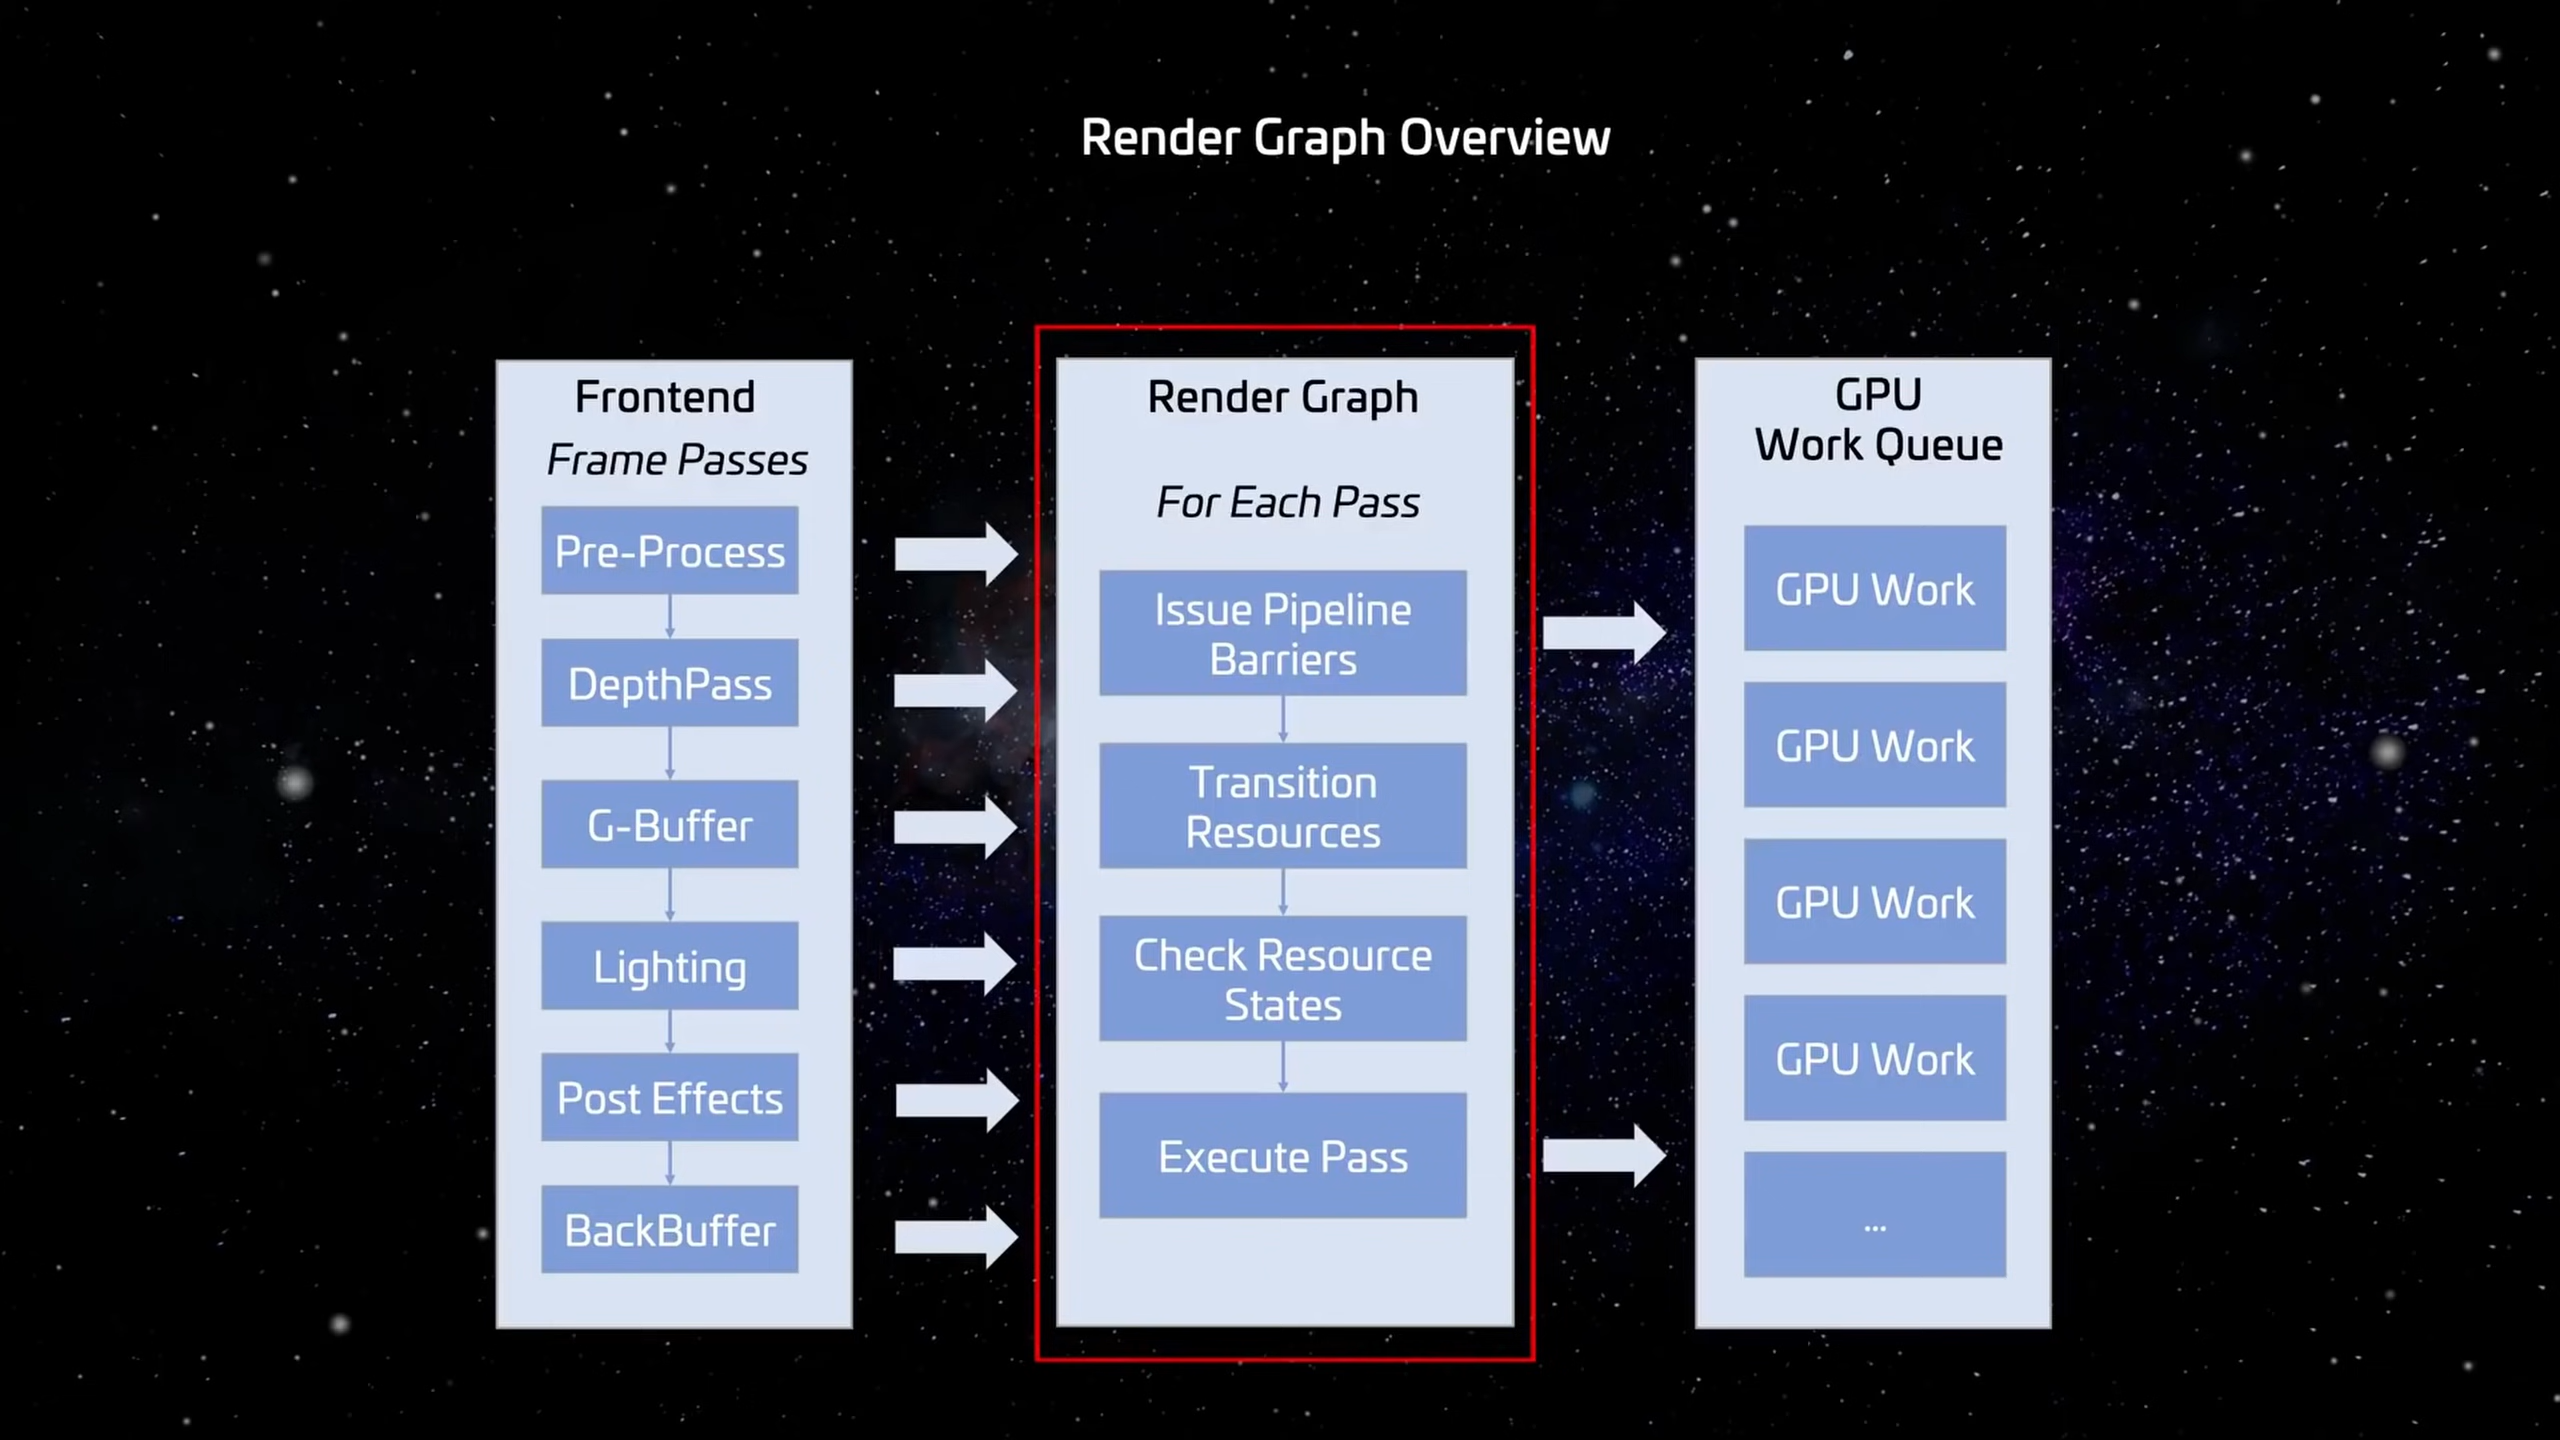 Render Graph Overview
Frontend
Frame Passes
Pre-Process
DepthPass
G-Buffer
Lighting
Post Effects
BackBuffer
Render Graph
For Each Pass
Issue Pipeline
Barriers
Transition
Resources
Check Resource
States
Execute Pass
GPU
Work Queue
GPU Work
GPU Work
GPU Work
GPU Work
...